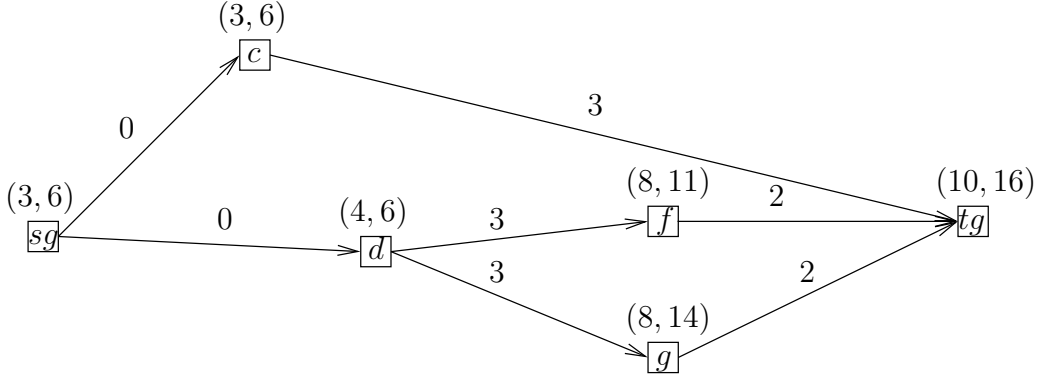 (3, 6)
c
3
0
(3, 6)
sg
0
(4, 6)
d
3
3
(8, 11)
f
2
(10, 16)
tg
2
(8, 14)
g